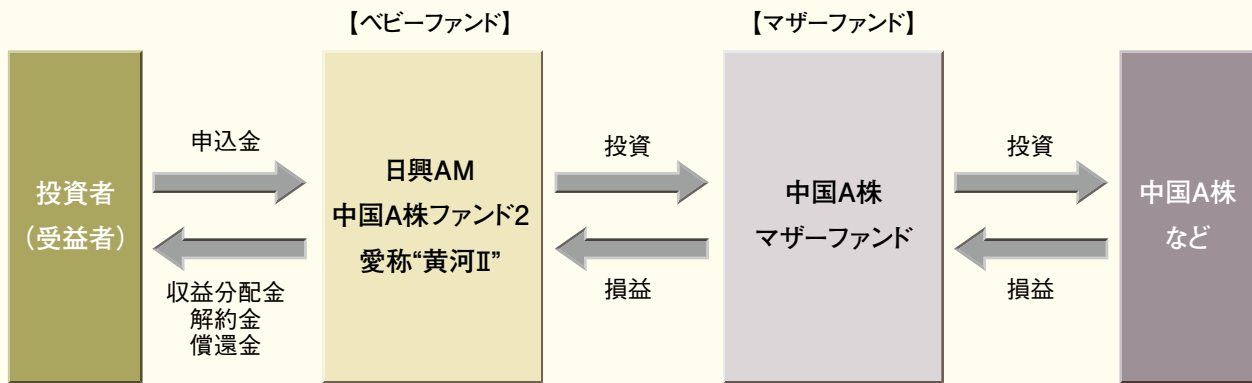 【ベビーファンド】
【マザーファンド】
投資者
（受益者）
申込金
収益分配金
解約金
償還金
日興AM
中国A株ファンド2
愛称“黄河Ⅱ”
投資
損益
中国A株
マザーファンド
投資
損益
中国A株
など